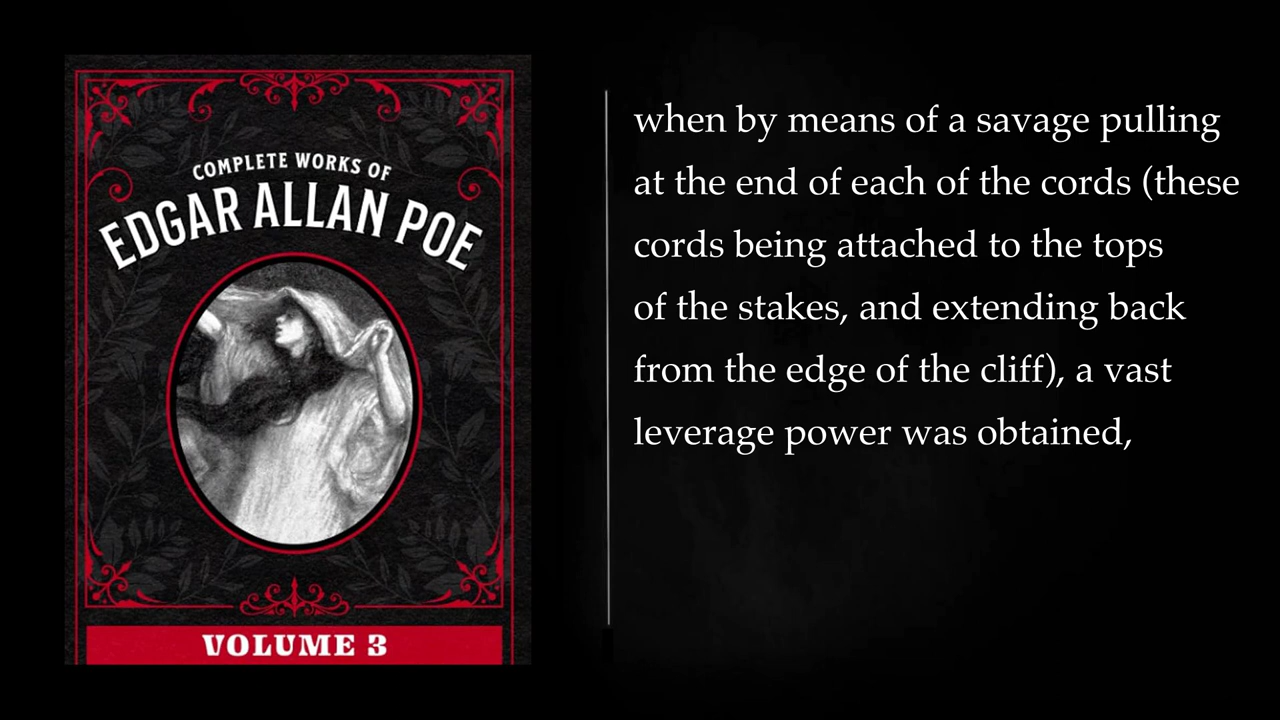 COMPLETE WORKS OF
EDGAR ALLAN POE
VOLUME 3
when by means of a savage pulling
at the end of each of the cords (these
cords being attached to the tops
of the stakes, and extending back
from the edge of the cliff), a vast
leverage power was obtained,